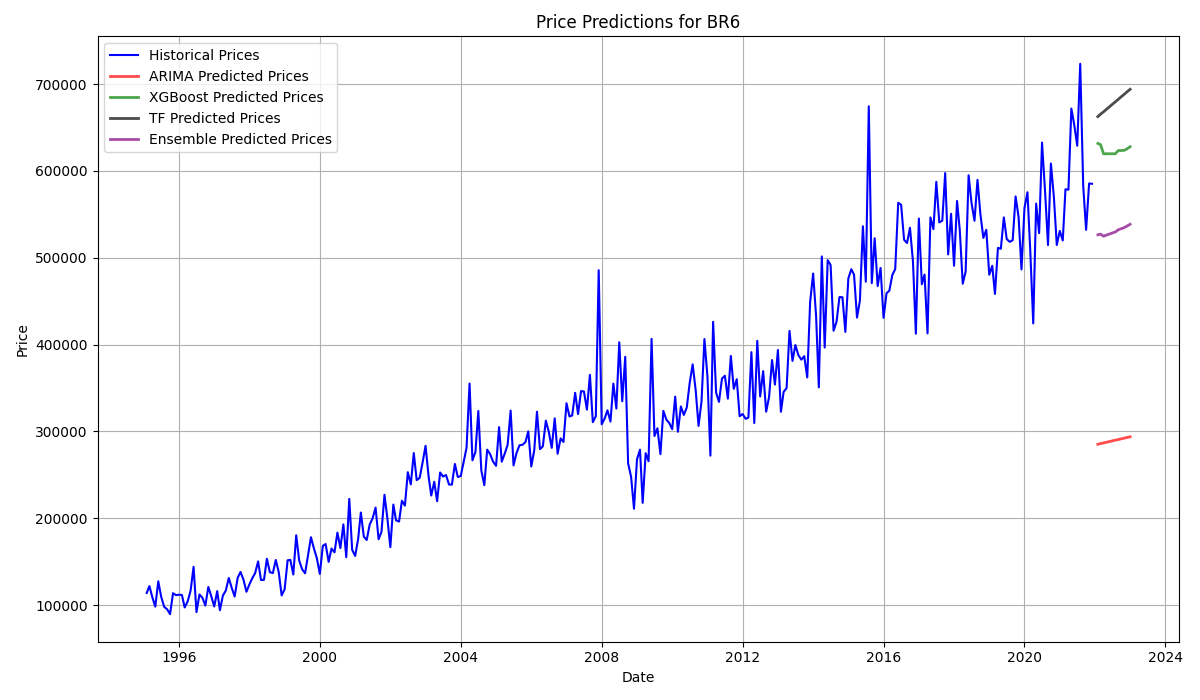 Price Predictions for BR6
Historical Prices
ARIMA Predicted Prices
XGBoost Predicted Prices
TF Predicted Prices
Ensemble Predicted Prices
700000
600000
500000
400000
300000
200000
100000
Price
1996 2000 2004 2008 2012 2016 2020 2024
Date